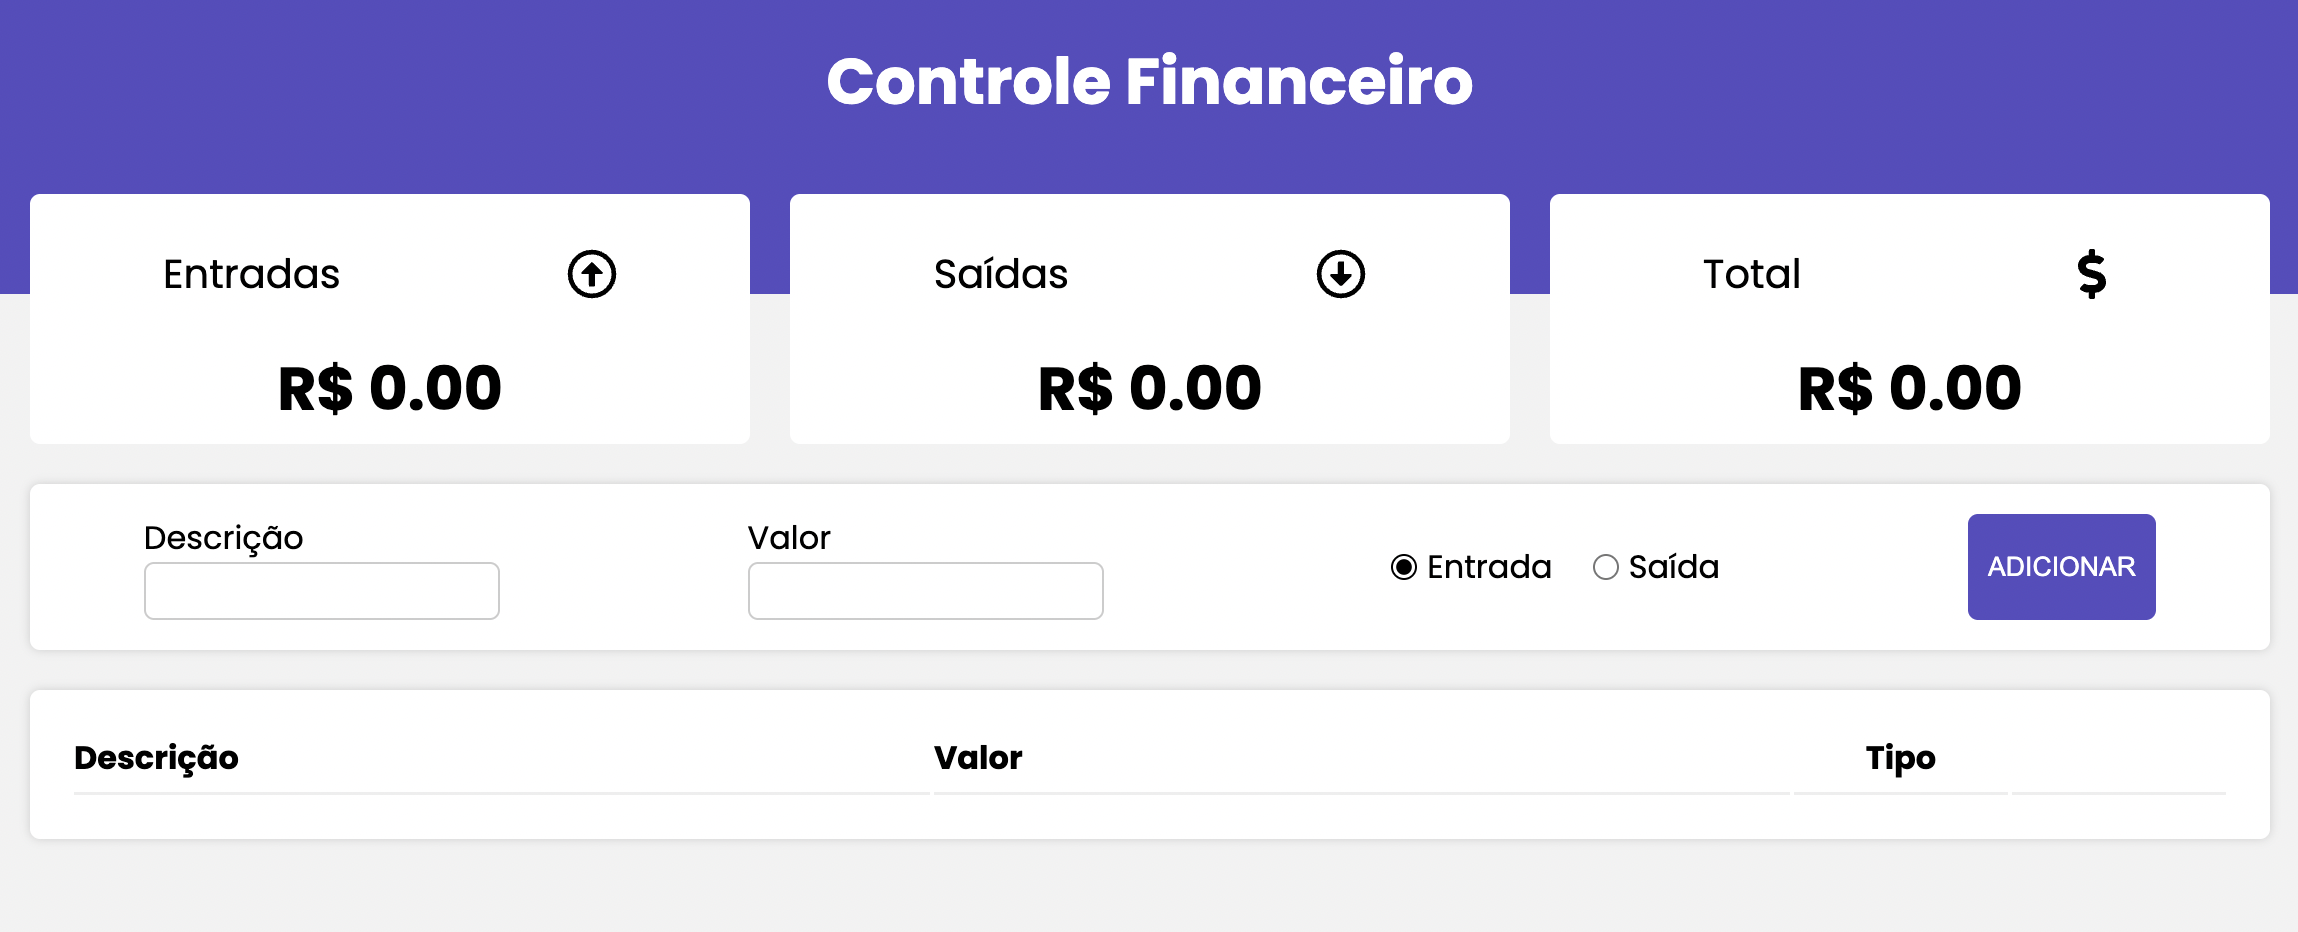 Controle Financeiro
Entradas
R$ 0.00
Saídas
R$ 0.00
Total
$
R$ 0.00
Descrição
Valor
Entrada Saída
ADICIONAR
Descrição Valor Tipo